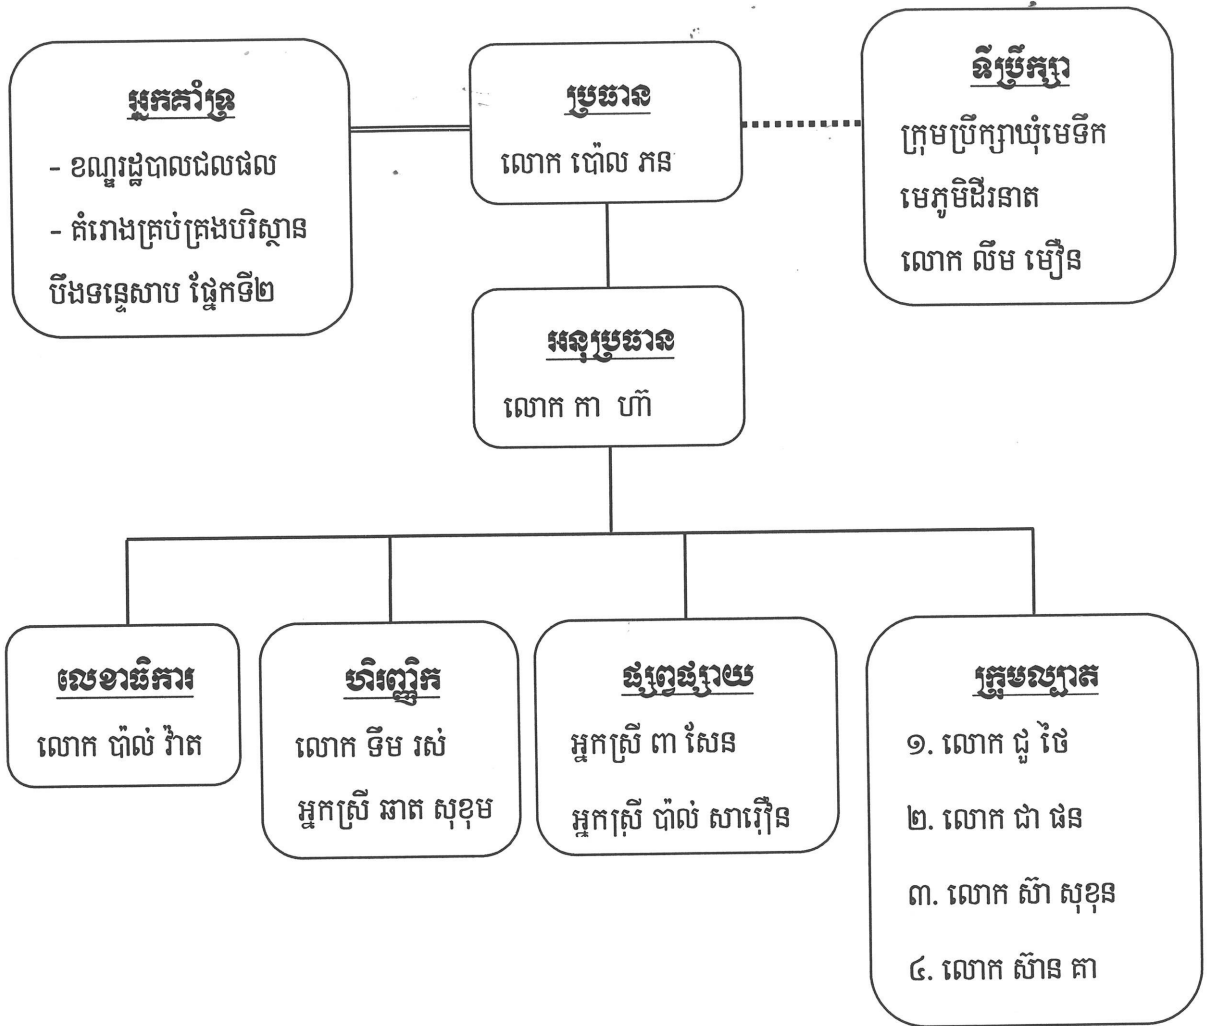 អ្នកគាំទ្រ
- ខណ្ឌរដ្ឋបាលជលផល
- គំរោងគ្រប់គ្រងបរិស្ថាន
បឹងទន្លេសាប ផ្នែកទី២
ប្រធាន
លោក ប៉ោល ភន
ទីប្រឹក្សា
ក្រុមប្រឹក្សាឃុំមេទឹក
មេភូមិដីរនាត
លោក លឹម មឿន
អនុប្រធាន
លោក កា ហ៊ា
លេខាធិការ
លោក ប៉ាល់ វ៉ាត
ហិរញ្ញិក
លោក ទឹម រស់
អ្នកស្រី ឆាត សុខុម
ផ្សព្វផ្សាយ
អ្នកស្រី ពា សែន
អ្នកស្រី ប៉ាល់ សារឿន
ក្រុមល្បាត
១. លោក ជួ ថៃ
២. លោក ជា ផន
៣. លោក ស៊ា សុខុន
៤. លោក ស៊ាន គា